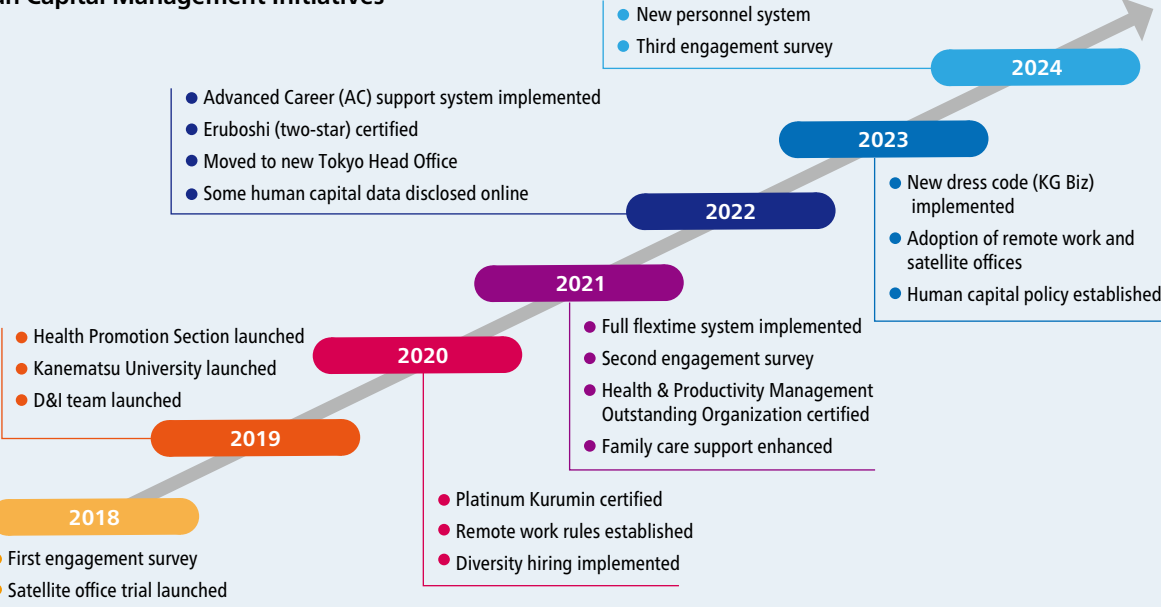 Capital Management Initiatives
New personnel system
Third engagement survey
2024
Advanced Career (AC) support system implemented
Eruboshi (two-star) certified
Moved to new Tokyo Head Office
Some human capital data disclosed online
2023
New dress code (KG Biz)
implemented
Adoption of remote work and
satellite offices
Human capital policy established
2022
2021
Full flextime system implemented
Second engagement survey
Health & Productivity Management
Outstanding Organization certified
Family care support enhanced
Health Promotion Section launched
Kanematsu University launched
D&I team launched
2020
2019
Platinum Kurumin certified
Remote work rules established
Diversity hiring implemented
2018
First engagement survey
Satellite office trial launched